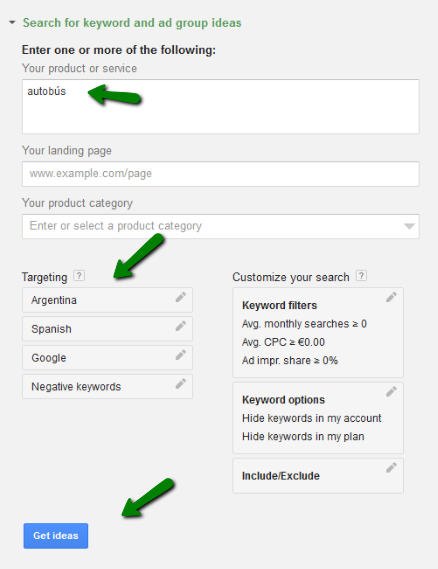 Search for keyword and ad group ideas
Enter one or more of the following:
Your product or service
autobús
Your landing page
www.example.com/page
Your product category
Enter or select a product category
Targeting ?
Argentina
Spanish
Google
Negative keywords
Customize your search ?
Keyword filters
Avg. monthly searches ≥ 0
Avg. CPC ≥ €0.00
Ad impr. share ≥ 0%
Keyword options
Hide keywords in my account
Hide keywords in my plan
Include/Exclude
Get ideas